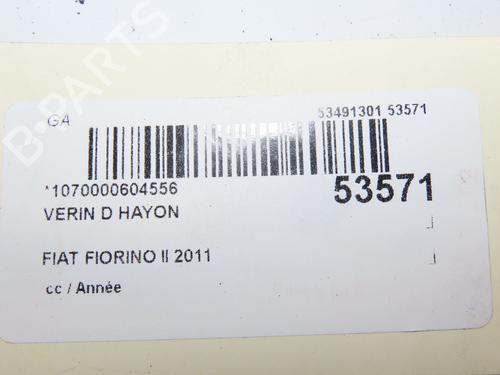 GA
53491301 53571
*1070000604556
53571
VERIN D HAYON
FIAT FIORINO II 2011
cc / Année
B-PARTS